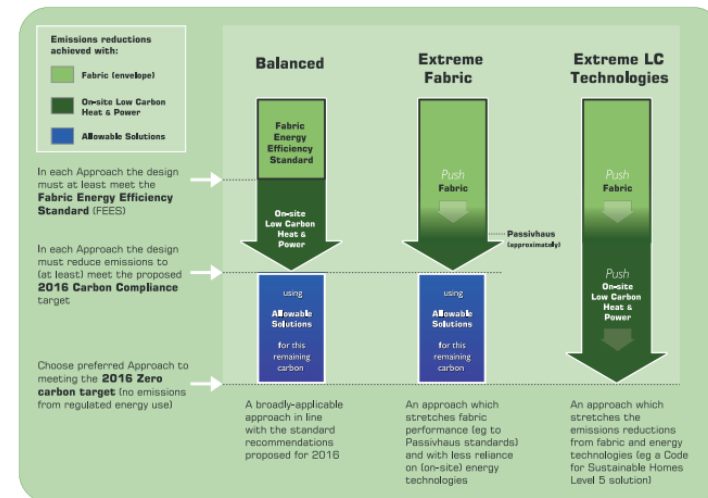 Emissions reductions
achieved with:
Fabric (envelope)
On-site Low Carbon
Heat & Power
Allowable Solutions
Balanced
Extreme
Fabric
Extreme LC
Technologies
Fabric
Energy
Efficiency
Standard
On-site
Low Carbon
Heat &
Power
Push
Fabric
Passivhaus
(approximately)
Push
Fabric
Push
On-site
Low Carbon
Heat &
Power
using
Allowable
Solutions
for this
remaining
carbon
using
Allowable
Solutions
for this
remaining
carbon
In each Approach the design
must at least meet the
Fabric Energy Efficiency
Standard (FEES)
In each Approach the design
must reduce emissions to
(at least) meet the proposed
2016 Carbon Compliance
target
Choose preferred Approach to
meeting the 2016 Zero
carbon target (no emissions
from regulated energy use)
A broadly-applicable
approach in line
with the standard
recommendations
proposed for 2016
An approach which
stretches fabric
performance (eg to
Passivhaus standards)
and with less reliance
on (on-site) energy
technologies
An approach which
stretches the
emissions reductions
from fabric and energy
technologies (eg a Code
for Sustainable Homes
Level 5 solution)